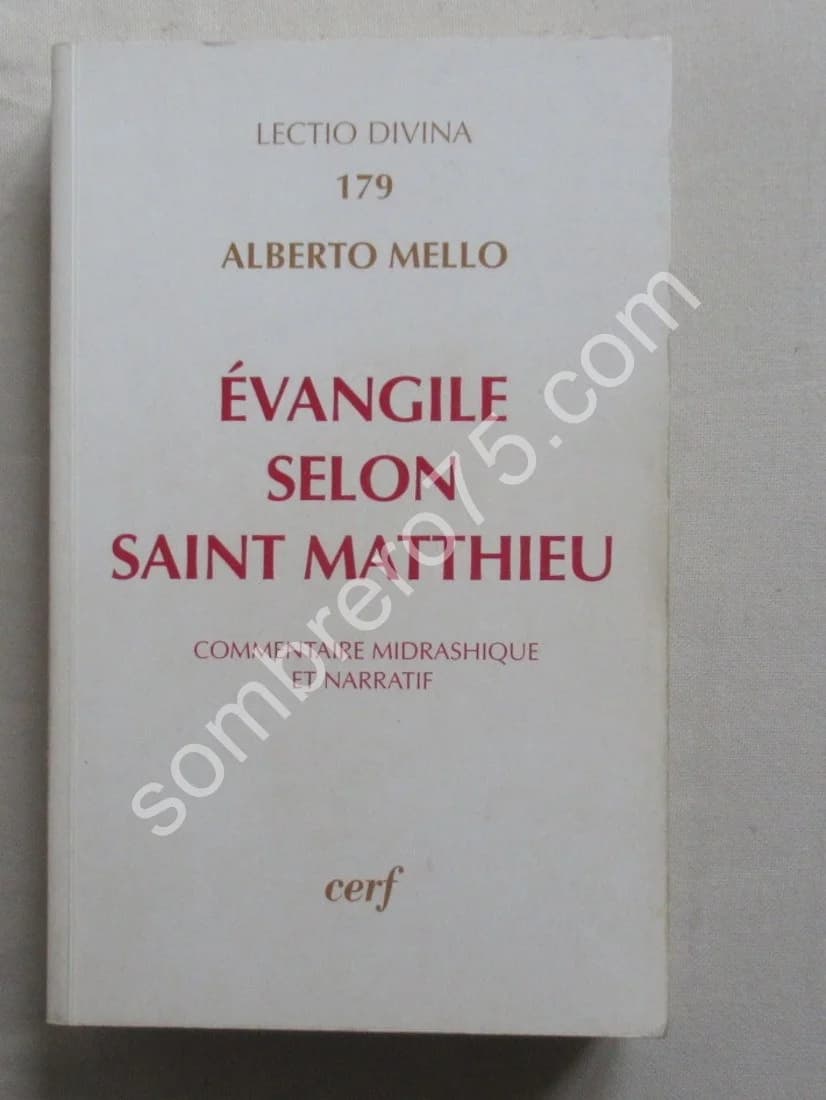 LECTIO DIVINA
179
ALBERTO MELLO
ÉVANGILE
SELON
SAINT MATTHIEU
COMMENTAIRE MIDRASHIQUE
ET NARRATIF
cerf
sombrero75.com